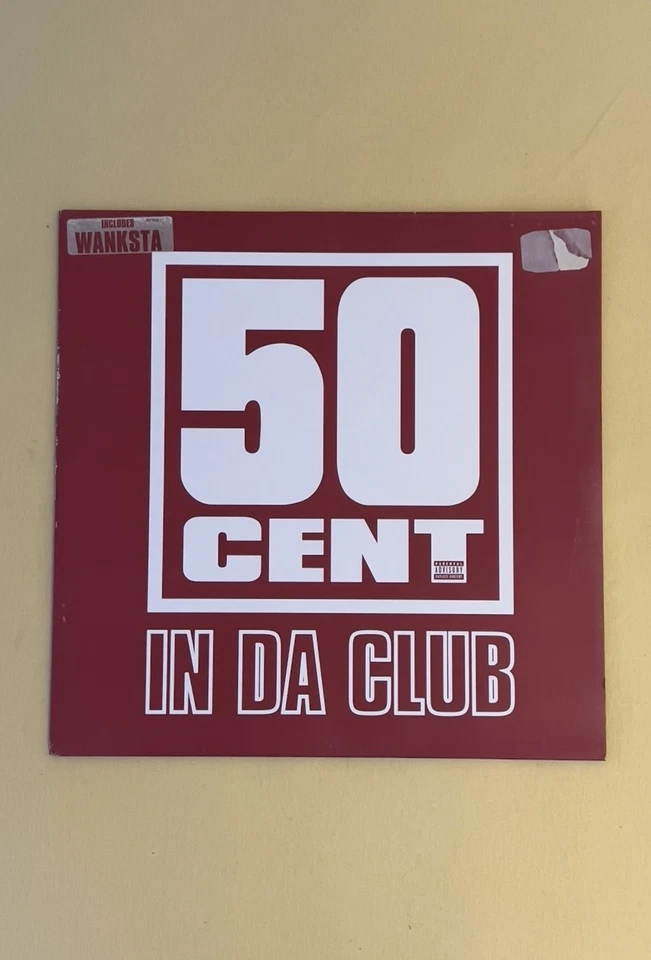 INCLUDES
WANKSTA
50
CENT
PARENTAL
ADVISORY
EXPLICIT CONTENT
IN DA CLUB